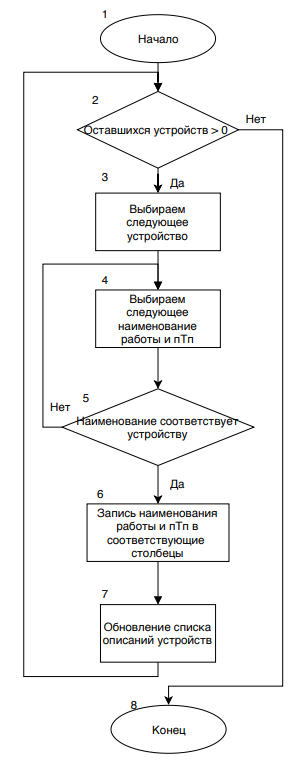 1
Начало
2
Оставшихся устройств > 0
Нет
Да
3
Выбираем
следующее
устройство
4
Выбираем
следующее
наименование
работы и пТп
5
Нет
Наименование соответствует
устройству
Да
6
Запись наименования
работы и пТп в
соответствующие
столбецы
7
Обновление списка
описаний устройств
8
Конец